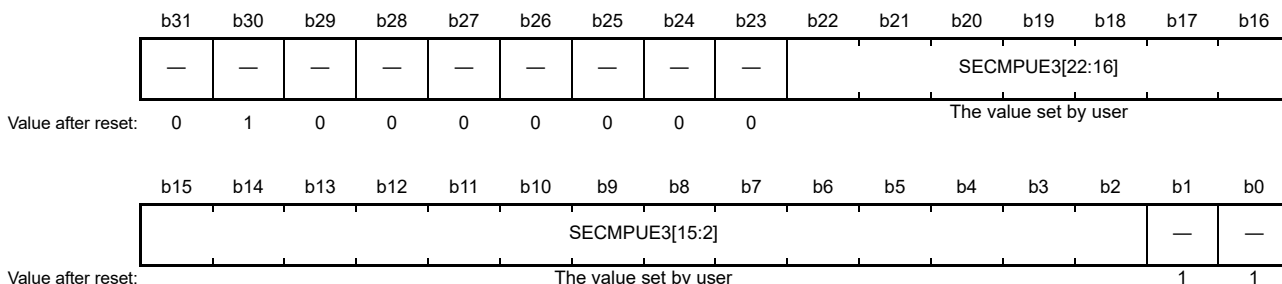 b31 b30 b29 b28 b27 b26 b25 b24 b23 b22 b21 b20 b19 b18 b17 b16
— — — — — — — — — SECMPUE3[22:16]
Value after reset: 0 1 0 0 0 0 0 0 0 The value set by user
b15 b14 b13 b12 b11 b10 b9 b8 b7 b6 b5 b4 b3 b2 b1 b0
SECMPUE3[15:2] — —
Value after reset: The value set by user 1 1